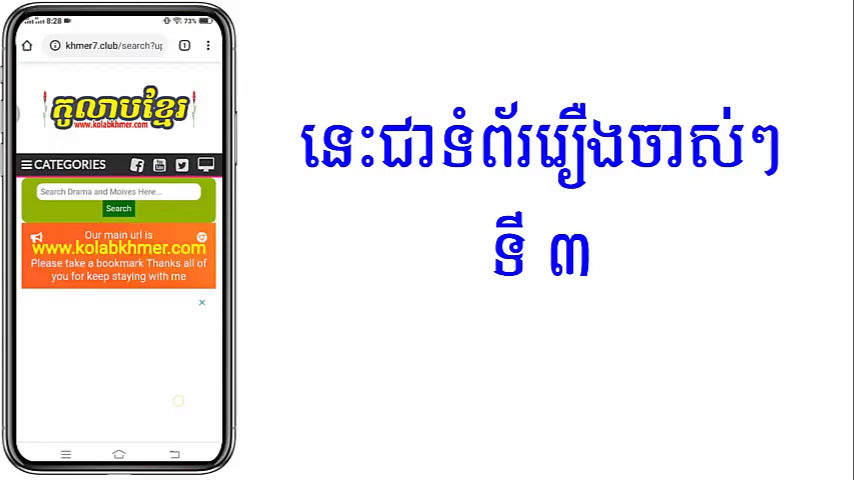 8:28
73%
khmer7.club/search?up
1
កូលាបខ្មែរ
www.kolabkhmer.com
CATEGORIES
Search Drama and Moives Here...
Search
Our main url is
www.kolabkhmer.com
Please take a bookmark Thanks all of
you for keep staying with me
នេះជាទំព័ររឿងចាស់ៗ
ទី ៣